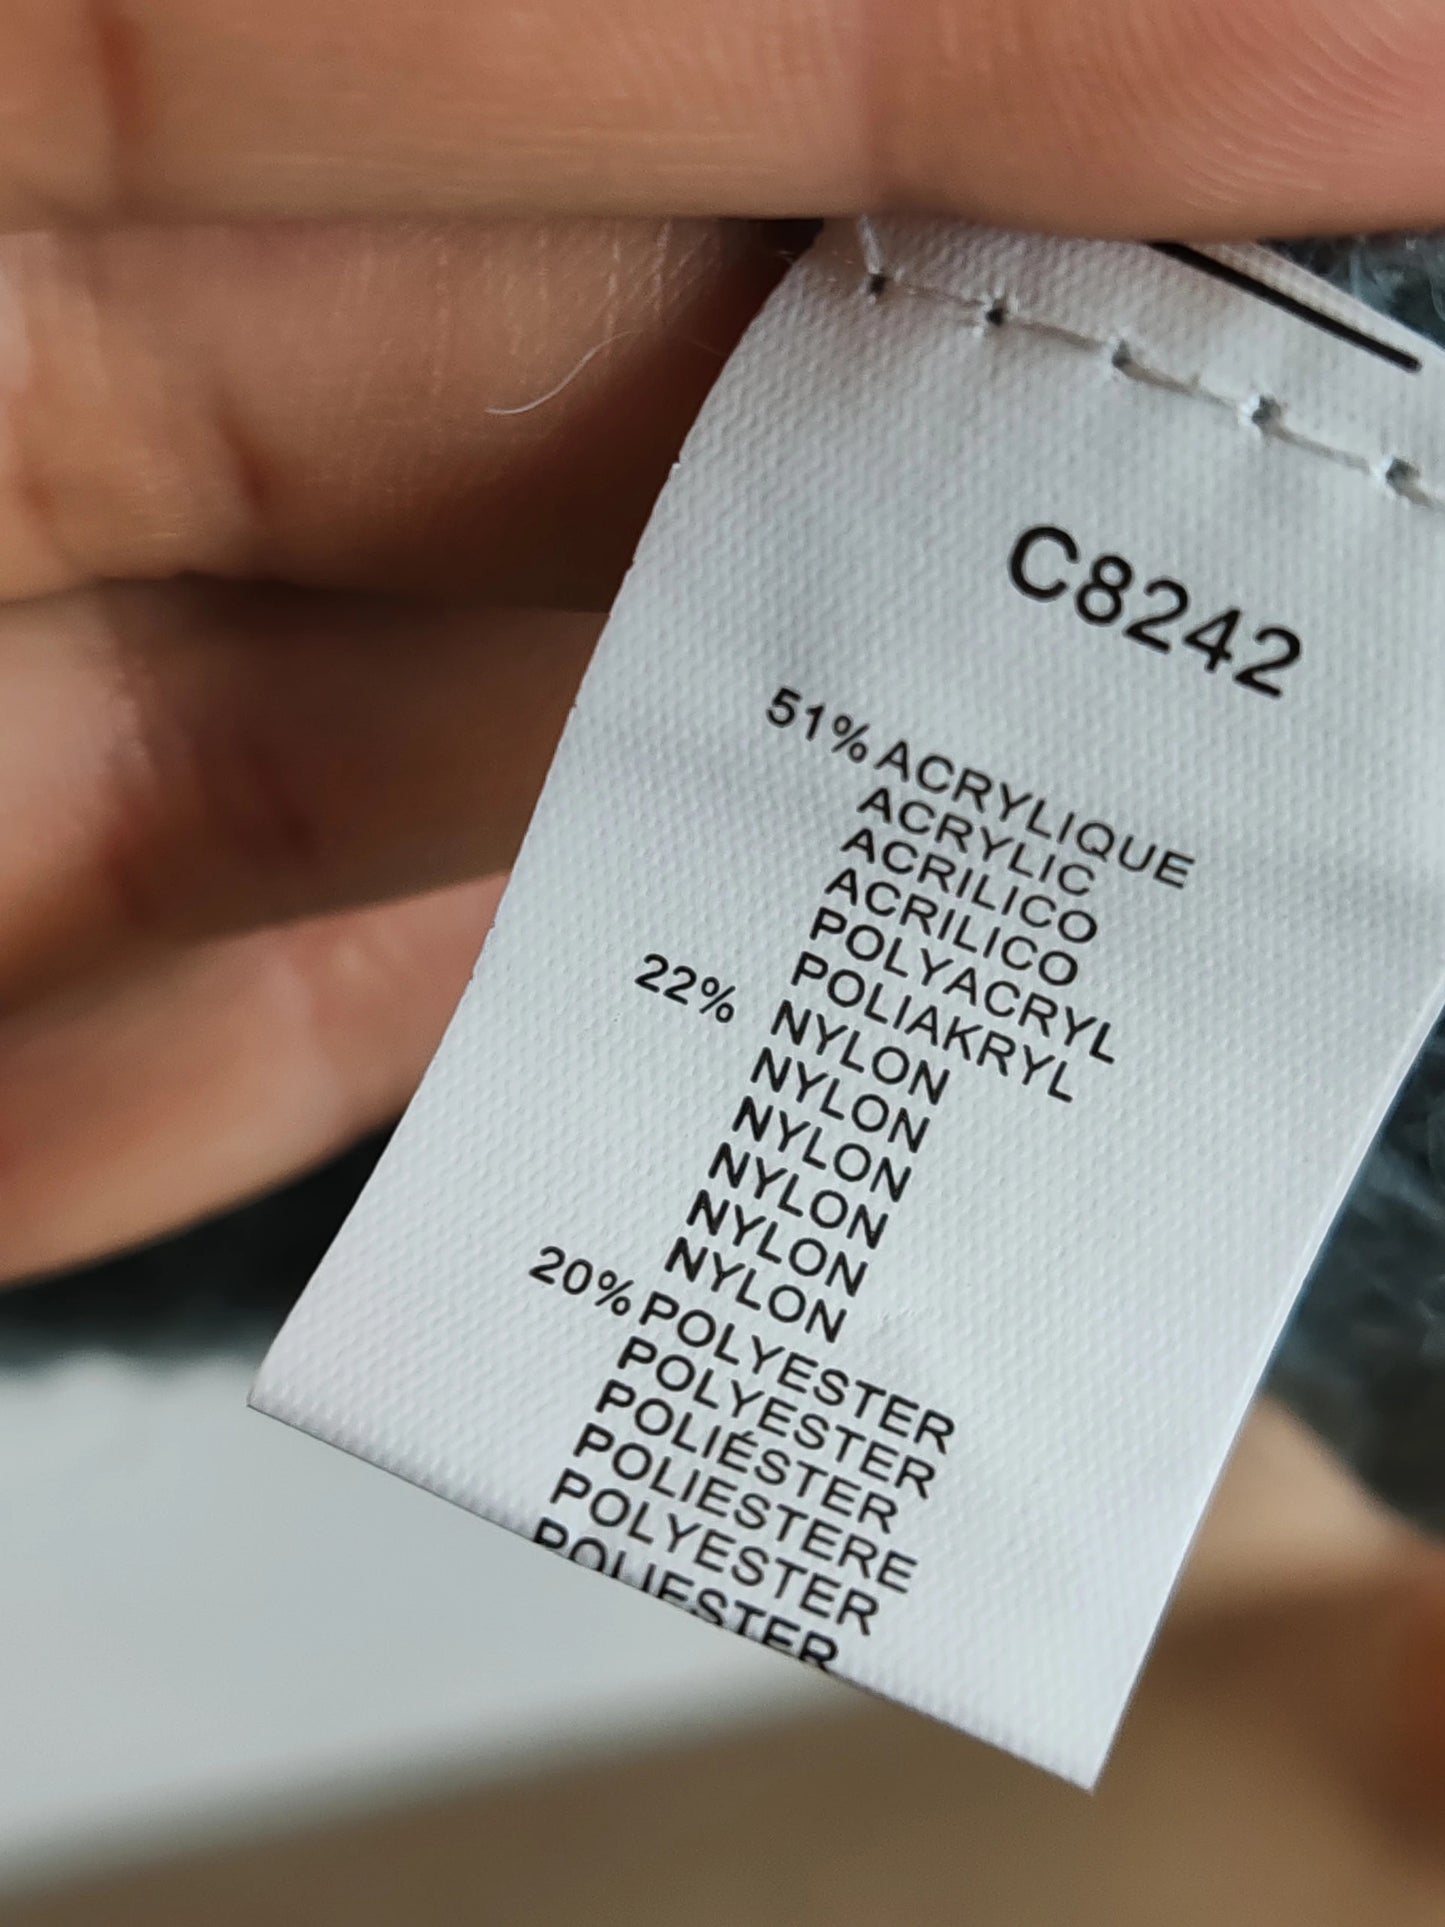 C8242
51% ACRYLIQUE
ACRYLIC
ACRILICO
ACRILICO
POLYACRYL
POLIAKRYL
22% NYLON
NYLON
NYLON
NYLON
NYLON
NYLON
20% POLYESTER
POLYESTER
POLIÉSTER
POLIESTERE
POLYESTER
POLIESTER